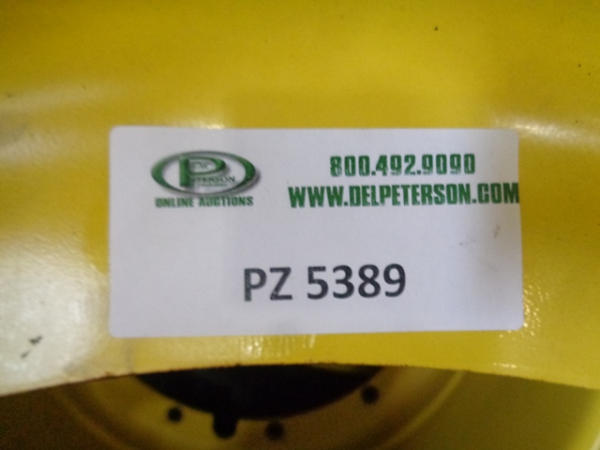 PETERSON
ONLINE AUCTIONS
800.492.9090
WWW.DELPETERSON.COM
PZ 5389